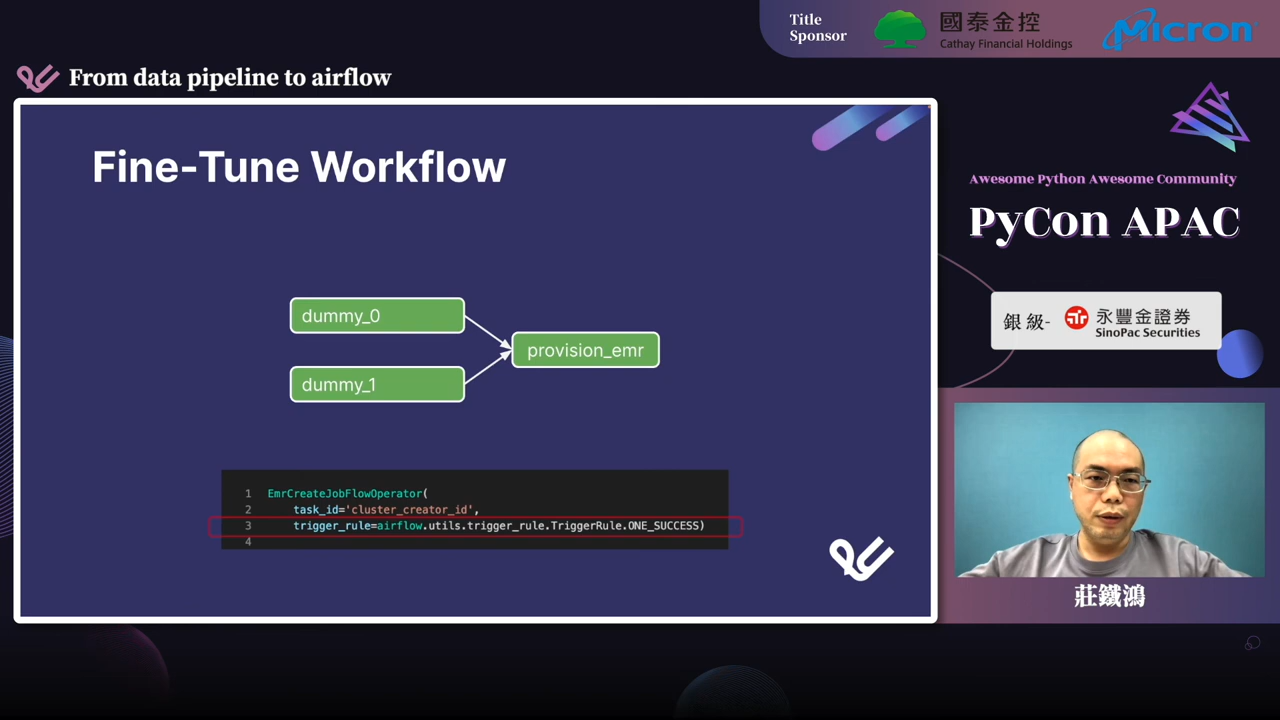 Title
Sponsor
國泰金控
Cathay Financial Holdings
Micron
From data pipeline to airflow
Fine-Tune Workflow
dummy_0
dummy_1
provision_emr
1 EmrCreateJobFlowOperator(
2 task_id='cluster_creator_id',
3 trigger_rule=airflow.utils.trigger_rule.TriggerRule.ONE_SUCCESS)
4
Awesome Python Awesome Community
PyCon APAC
銀級-
永豐金證券
SinoPac Securities
莊鐵鴻